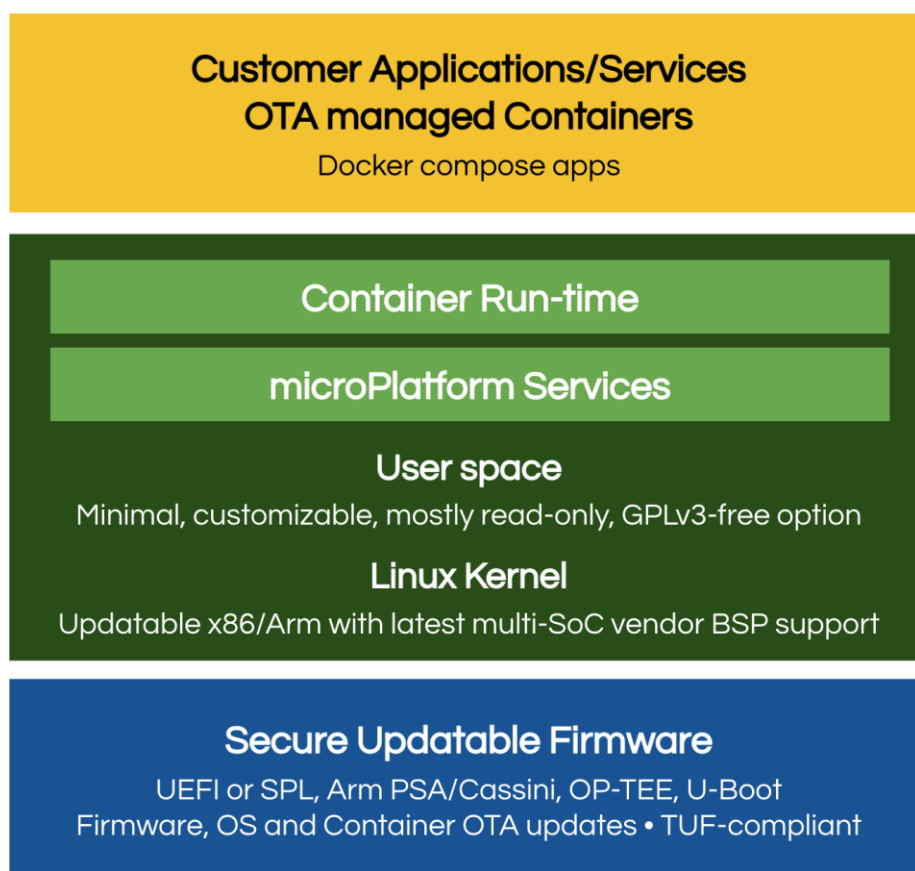 Customer Applications/Services
OTA managed Containers
Docker compose apps
Container Run-time
microPlatform Services
User space
Minimal, customizable, mostly read-only, GPLv3-free option
Linux Kernel
Updatable x86/Arm with latest multi-SoC vendor BSP support
Secure Updatable Firmware
UEFI or SPL, Arm PSA/Cassini, OP-TEE, U-Boot
Firmware, OS and Container OTA updates • TUF-compliant